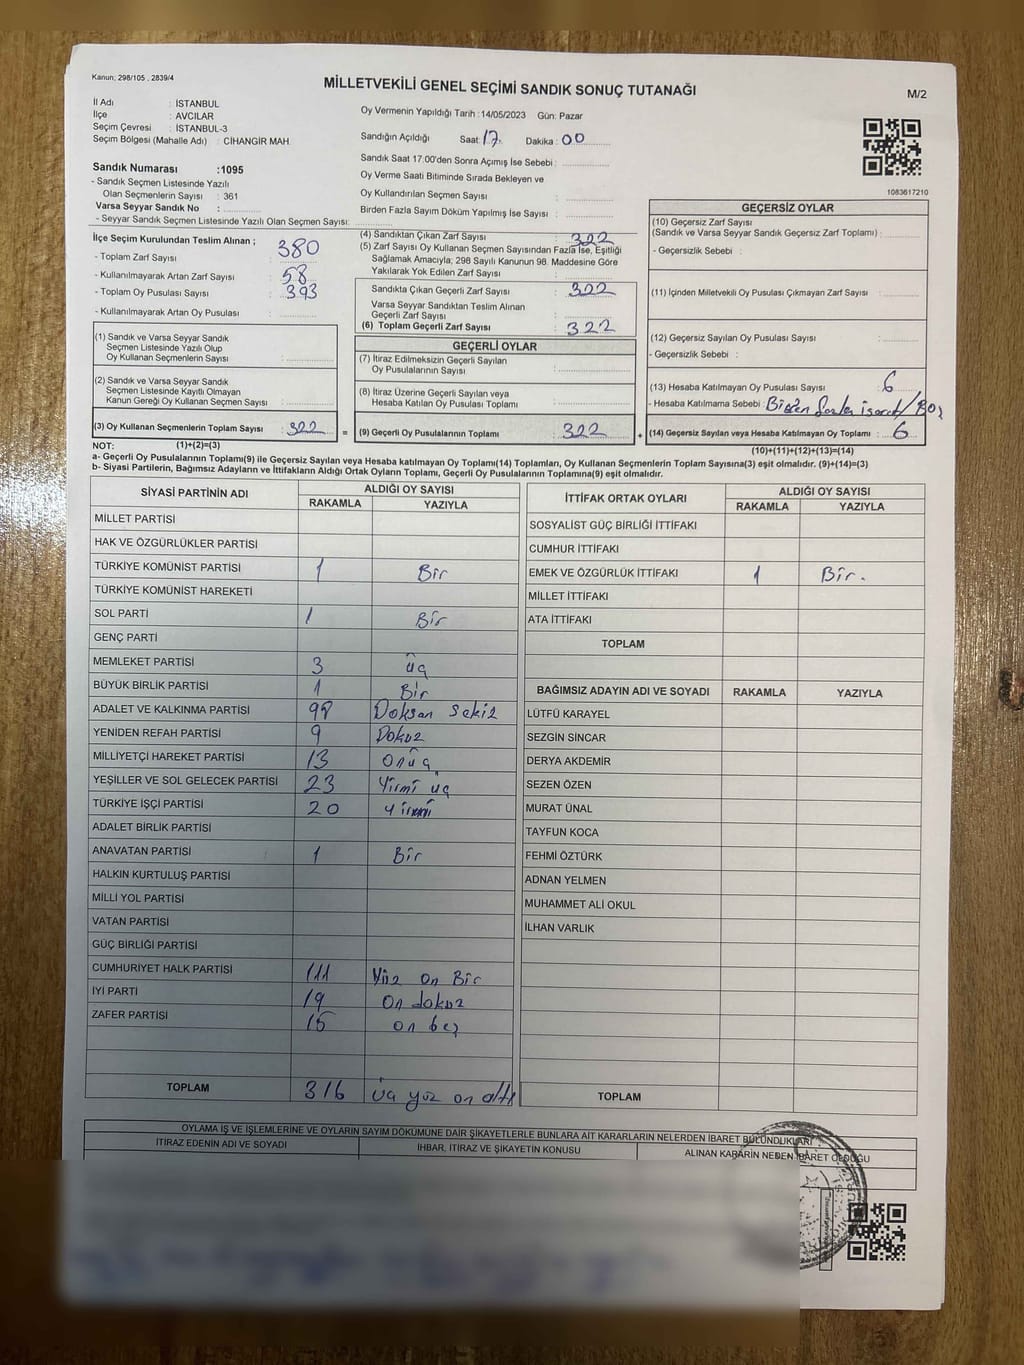 Kanun; 298/105 , 2839/4
MİLLETVEKİLİ GENEL SEÇİMİ SANDIK SONUÇ TUTANAĞI
M/2
İl Adı : İSTANBUL
İlçe : AVCILAR
Seçim Çevresi : İSTANBUL-3
Seçim Bölgesi (Mahalle Adı) : CİHANGİR MAH.
Sandık Numarası :1095
- Sandık Seçmen Listesinde Yazılı
Olan Seçmenlerin Sayısı : 361
Varsa Seyyar Sandık No :
- Seyyar Sandık Seçmen Listesinde Yazılı Olan Seçmen Sayısı:
Oy Vermenin Yapıldığı Tarih :14/05/2023 Gün: Pazar
Sandığın Açıldığı Saat: 17. Dakika : 00
Sandık Saat 17:00'den Sonra Açımış İse Sebebi :
Oy Verme Saati Bitiminde Sırada Bekleyen ve
Oy Kullandırılan Seçmen Sayısı :
Birden Fazla Sayım Döküm Yapılmış İse Sayısı :
1083617210
İlçe Seçim Kurulundan Teslim Alınan ;
- Toplam Zarf Sayısı : 380
- Kullanılmayarak Artan Zarf Sayısı : 58
- Toplam Oy Pusulası Sayısı : 393
- Kullanılmayarak Artan Oy Pusulası :
(1) Sandık ve Varsa Seyyar Sandık
Seçmen Listesinde Yazılı Olup
Oy Kullanan Seçmenlerin Sayısı :
(2) Sandık ve Varsa Seyyar Sandık
Seçmen Listesinde Kayıtlı Olmayan
Kanun Gereği Oy Kullanan Seçmen Sayısı :
(3) Oy Kullanan Seçmenlerin Toplam Sayısı : 322
(4) Sandıktan Çıkan Zarf Sayısı : 322
(5) Zarf Sayısı Oy Kullanan Seçmen Sayısından Fazla İse, Eşitliği
Sağlamak Amacıyla; 298 Sayılı Kanunun 98. Maddesine Göre
Yakılarak Yok Edilen Zarf Sayısı :
Sandıkta Çıkan Geçerli Zarf Sayısı : 322
Varsa Seyyar Sandıktan Teslim Alınan
Geçerli Zarf Sayısı :
(6) Toplam Geçerli Zarf Sayısı : 322
GEÇERLİ OYLAR
(7) İtiraz Edilmeksizin Geçerli Sayılan
Oy Pusulalarının Sayısı :
(8) İtiraz Üzerine Geçerli Sayılan veya
Hesaba Katılan Oy Pusulası Toplamı :
= (9) Geçerli Oy Pusulalarının Toplamı : 322 +
GEÇERSİZ OYLAR
(10) Geçersiz Zarf Sayısı
(Sandık ve Varsa Seyyar Sandık Geçersiz Zarf Toplamı) :
- Geçersizlik Sebebi :
(11) İçinden Milletvekili Oy Pusulası Çıkmayan Zarf Sayısı :
(12) Geçersiz Sayılan Oy Pusulası Sayısı :
- Geçersizlik Sebebi :
(13) Hesaba Katılmayan Oy Pusulası Sayısı : 6
- Hesaba Katılmama Sebebi : Birden fazla işaret/Boş
(14) Geçersiz Sayılan veya Hesaba Katılmayan Oy Toplamı : 6
NOT: (1)+(2)=(3)
(10)+(11)+(12)+(13)=(14)
a- Geçerli Oy Pusulalarının Toplamı(9) ile Geçersiz Sayılan veya Hesaba katılmayan Oy Toplamı(14) Toplamları, Oy Kullanan Seçmenlerin Toplam Sayısına(3) eşit olmalıdır. (9)+(14)=(3)
b- Siyasi Partilerin, Bağımsız Adayların ve İttifakların Aldığı Ortak Oyların Toplamı, Geçerli Oy Pusulalarının Toplamına(9) eşit olmalıdır.
SİYASİ PARTİNİN ADI ALDIĞI OY SAYISI
RAKAMLA YAZIYLA
MİLLET PARTİSİ
HAK VE ÖZGÜRLÜKLER PARTİSİ
TÜRKİYE KOMÜNİST PARTİSİ 1 Bir
TÜRKİYE KOMÜNİST HAREKETİ
SOL PARTİ 1 Bir
GENÇ PARTİ
MEMLEKET PARTİSİ 3 üç
BÜYÜK BİRLİK PARTİSİ 1 Bir
ADALET VE KALKINMA PARTİSİ 98 Doksan sekiz
YENİDEN REFAH PARTİSİ 9 Dokuz
MİLLİYETÇİ HAREKET PARTİSİ 13 onüç
YEŞİLLER VE SOL GELECEK PARTİSİ 23 Yirmi üç
TÜRKİYE İŞÇİ PARTİSİ 20 yirmi
ADALET BİRLİK PARTİSİ
ANAVATAN PARTİSİ 1 Bir
HALKIN KURTULUŞ PARTİSİ
MİLLİ YOL PARTİSİ
VATAN PARTİSİ
GÜÇ BİRLİĞİ PARTİSİ
CUMHURİYET HALK PARTİSİ 111 Yüz on Bir
İYİ PARTİ 19 On dokuz
ZAFER PARTİSİ 15 on beş
TOPLAM 316 üç yüz on altı
İTTİFAK ORTAK OYLARI ALDIĞI OY SAYISI
RAKAMLA YAZIYLA
SOSYALİST GÜÇ BİRLİĞİ İTTİFAKI
CUMHUR İTTİFAKI
EMEK VE ÖZGÜRLÜK İTTİFAKI 1 Bir.
MİLLET İTTİFAKI
ATA İTTİFAKI
TOPLAM
BAĞIMSIZ ADAYIN ADI VE SOYADI RAKAMLA YAZIYLA
LÜTFÜ KARAYEL
SEZGİN SİNCAR
DERYA AKDEMİR
SEZEN ÖZEN
MURAT ÜNAL
TAYFUN KOCA
FEHMİ ÖZTÜRK
ADNAN YELMEN
MUHAMMET ALİ OKUL
İLHAN VARLIK
TOPLAM
OYLAMA İŞ VE İŞLEMLERİNE VE OYLARIN SAYIM DÖKÜMÜNE DAİR ŞİKAYETLERLE BUNLARA AİT KARARLARIN NELERDEN İBARET BULUNDUKLARI
İTİRAZ EDENİN ADI VE SOYADI İHBAR, İTİRAZ VE ŞİKAYETİN KONUSU ALINAN KARARIN NEDEN İBARET OLDUĞU